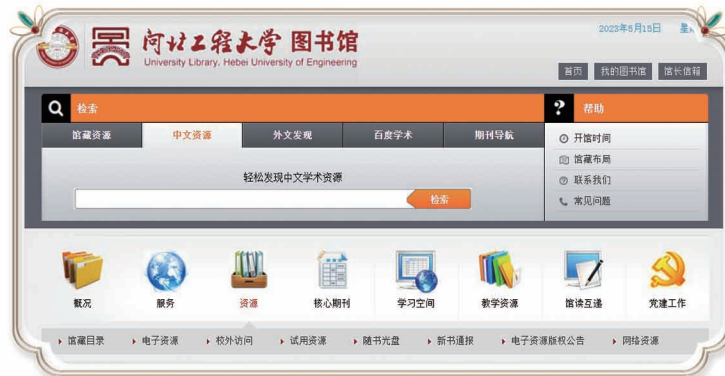 2023年5月15日
河北工程大学 图书馆
University Library, Hebei University of Engineering
首页 我的图书馆 馆长信箱
检索
帮助
馆藏资源 中文资源 外文发现 百度学术 期刊导航
开馆时间
馆藏布局
联系我们
常见问题
轻松发现中文学术资源
检索
概况 服务 资源 核心期刊 学习空间 教学资源 馆读互递 党建工作
馆藏目录 电子资源 校外访问 试用资源 随书光盘 新书通报 电子资源版权公告 网络资源